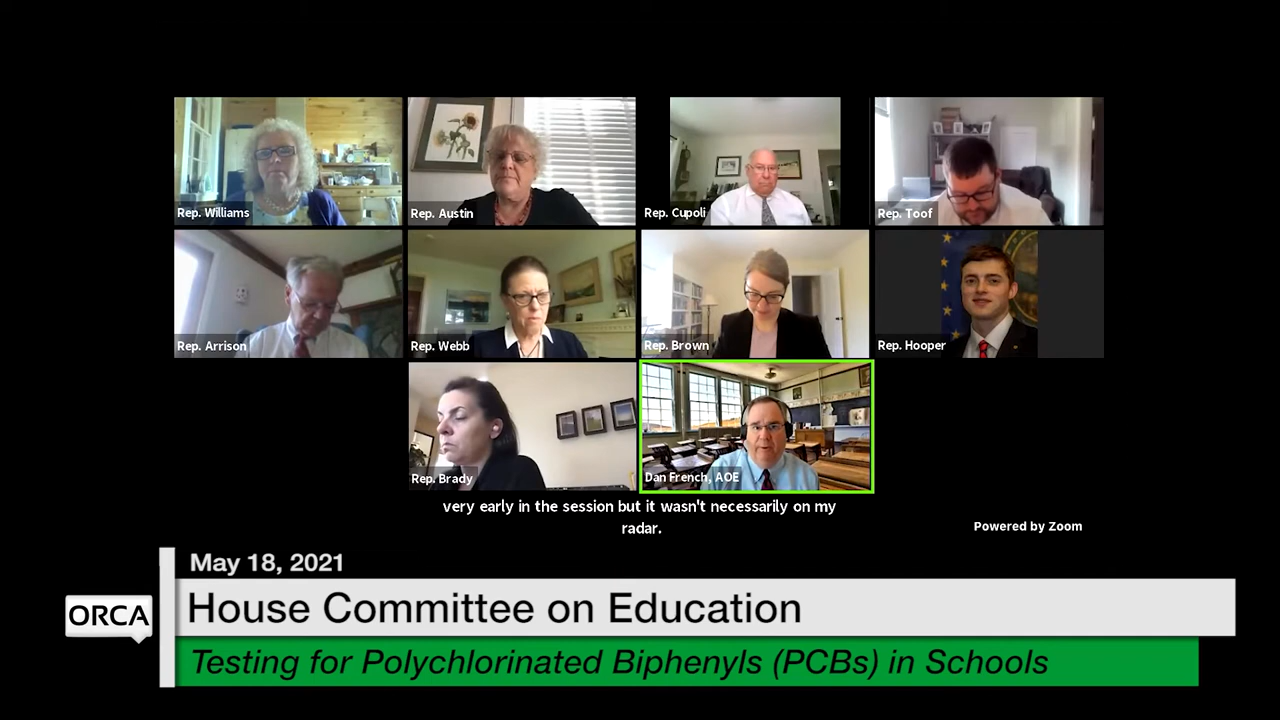 Rep. Williams
Rep. Austin
Rep. Cupoli
Rep. Toof
Rep. Arrison
Rep. Webb
Rep. Brown
Rep. Hooper
Rep. Brady
Dan French, AOE
very early in the session but it wasn't necessarily on my
radar.
Powered by Zoom
May 18, 2021
ORCA
House Committee on Education
Testing for Polychlorinated Biphenyls (PCBs) in Schools